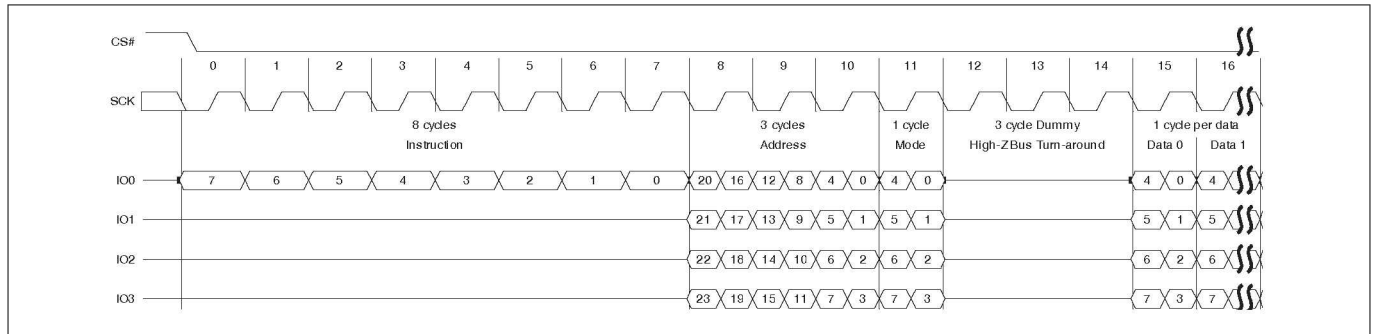 CS#
0 1 2 3 4 5 6 7 8 9 10 11 12 13 14 15 16
SCK
8 cycles 3 cycles 1 cycle 3 cycle Dummy 1 cycle per data
Instruction Address Mode High-Z Bus Turn-around Data 0 Data 1
IO0 7 6 5 4 3 2 1 0 20 16 12 8 4 0 4 0 4 0 4
IO1 21 17 13 9 5 1 5 1 5 1 5
IO2 22 18 14 10 6 2 6 2 6 2 6
IO3 23 19 15 11 7 3 7 3 7 3 7